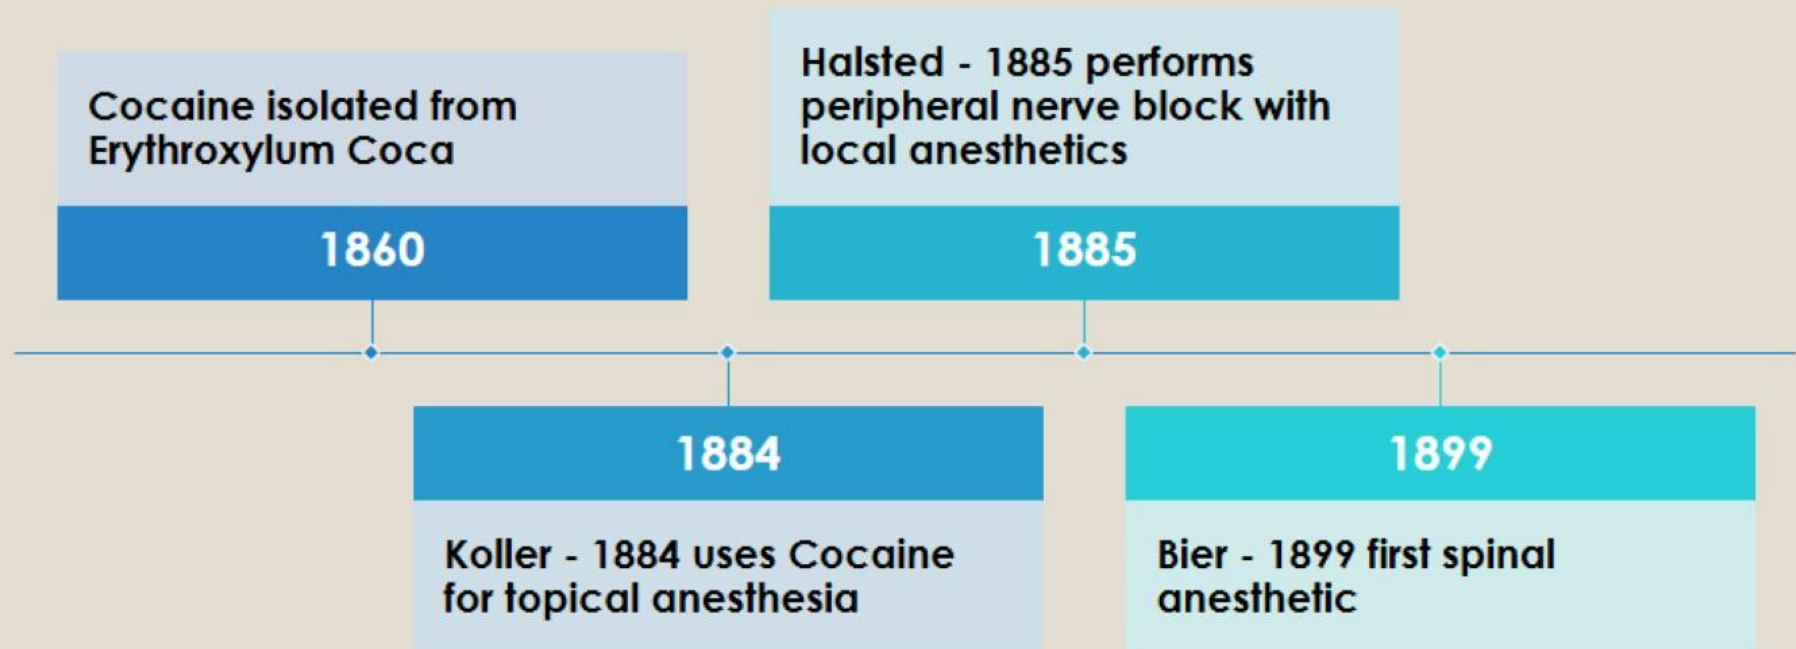 Cocaine isolated from
Erythroxylum Coca
1860
Halsted - 1885 performs
peripheral nerve block with
local anesthetics
1885
1884
Koller - 1884 uses Cocaine
for topical anesthesia
1899
Bier - 1899 first spinal
anesthetic